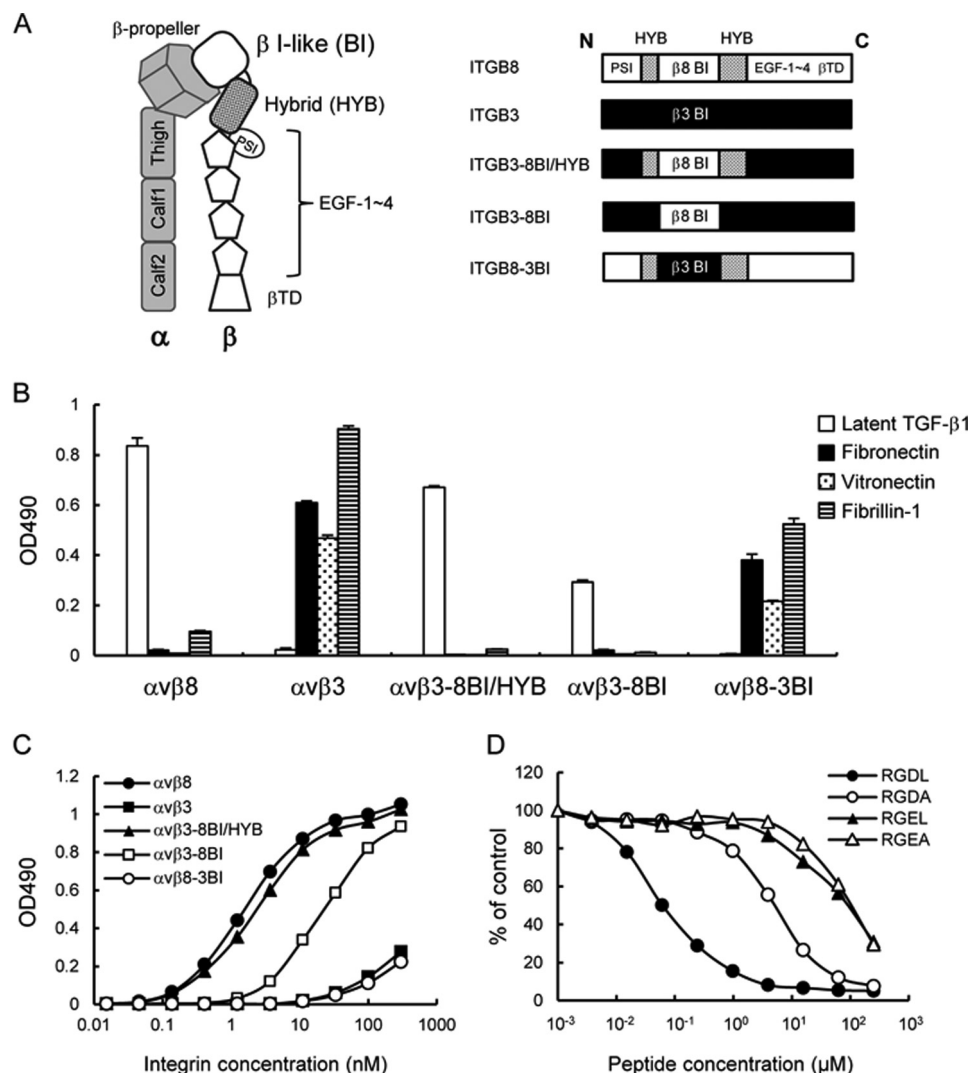 A
β-propeller
β I-like (BI)
Hybrid (HYB)
PSI
Thigh
Calf1
Calf2
EGF-1~4
βTD
α
β
N
HYB
HYB
C
ITGB8
PSI
β8 BI
EGF-1~4 βTD
ITGB3
β3 BI
ITGB3-8BI/HYB
β8 BI
ITGB3-8BI
β8 BI
ITGB8-3BI
β3 BI
B
OD490
1
0.8
0.6
0.4
0.2
0
Latent TGF-β1
Fibronectin
Vitronectin
Fibrillin-1
αvβ8
αvβ3
αvβ3-8BI/HYB
αvβ3-8BI
αvβ8-3BI
C
OD490
1.2
1
0.8
0.6
0.4
0.2
0
αvβ8
αvβ3
αvβ3-8BI/HYB
αvβ3-8BI
αvβ8-3BI
0.01
0.1
1
10
100
1000
Integrin concentration (nM)
D
% of control
120
100
80
60
40
20
0
RGDL
RGDA
RGEL
RGEA
10-3
10-2
10-1
100
101
102
103
Peptide concentration (µM)